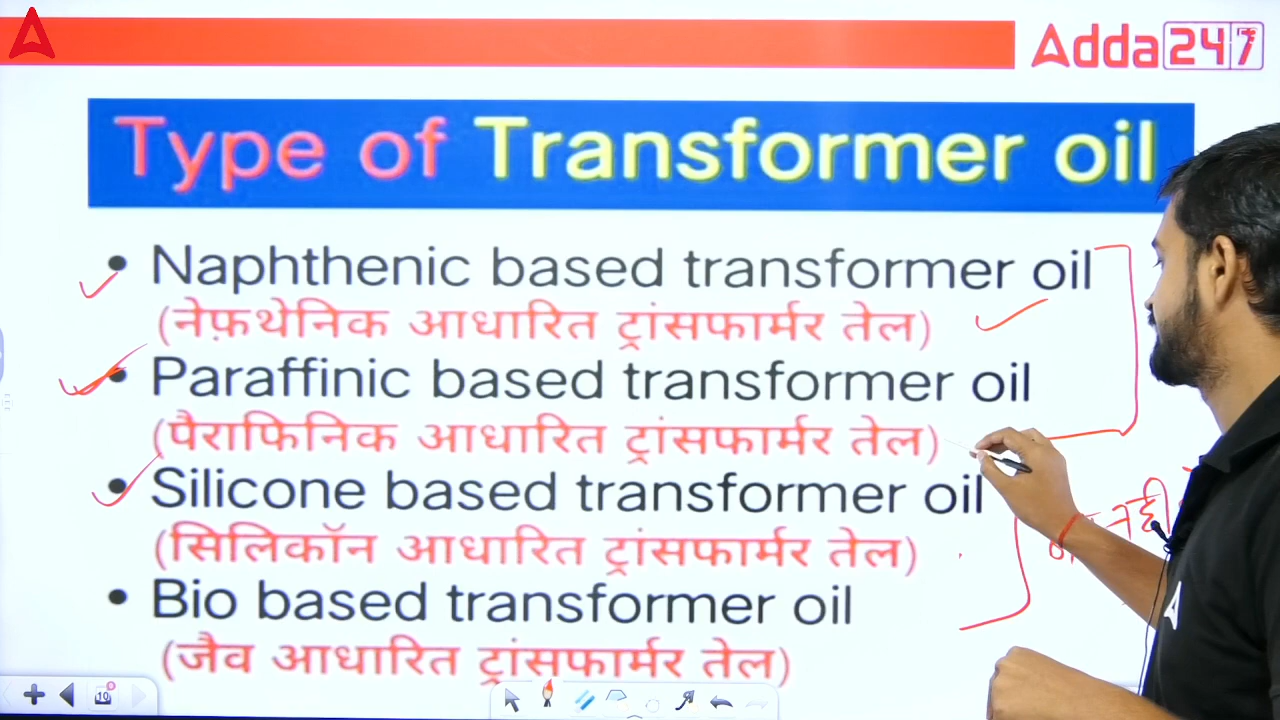 Adda247
Type of Transformer oil
• Naphthenic based transformer oil
(नेफ़थेनिक आधारित ट्रांसफार्मर तेल)
• Paraffinic based transformer oil
(पैराफिनिक आधारित ट्रांसफार्मर तेल)
• Silicone based transformer oil
(सिलिकॉन आधारित ट्रांसफार्मर तेल)
• Bio based transformer oil
(जैव आधारित ट्रांसफार्मर तेल)
10